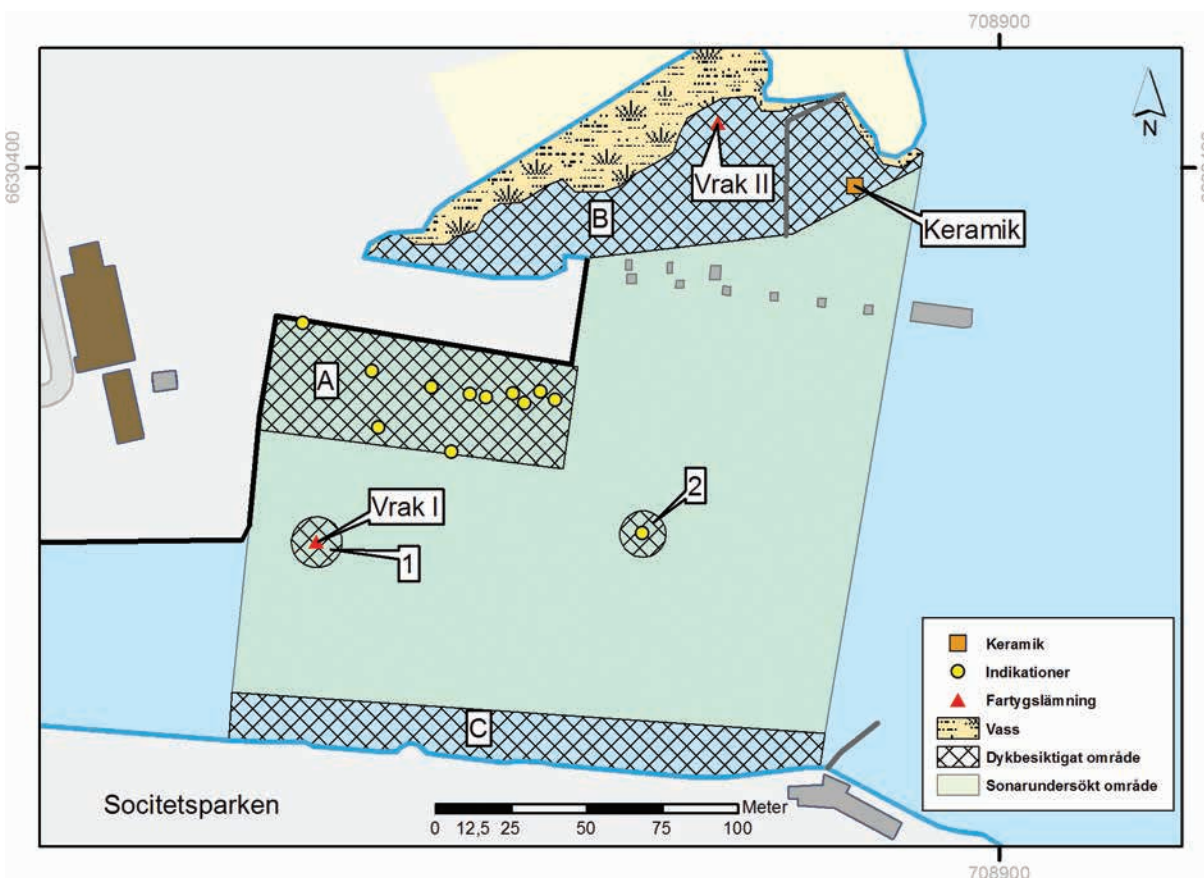 708900
N
6630400
Vrak II
B
Keramik
A
2
Vrak I
1
C
Keramik
Indikationer
Fartygslämning
Vass
Dykbesiktigat område
Sonarundersökt område
Socitetsparken
Meter
0 12,5 25 50 75 100
708900